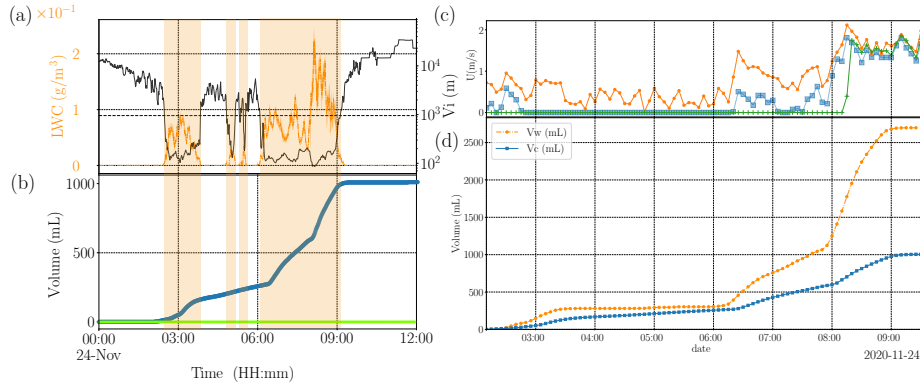 (a)
×10⁻¹
2
1
0
LWC (g/m³)
10⁴
10³
10²
Vi (m)
(b)
1000
500
0
Volume (mL)
00:00
03:00
06:00
09:00
12:00
24-Nov
Time (HH:mm)
(c)
2
1
0
U(m/s)
(d)
Vw (mL)
Vc (mL)
2500
2000
1500
1000
500
0
Volume (mL)
03:00
04:00
05:00
06:00
07:00
08:00
09:00
date
2020-11-24